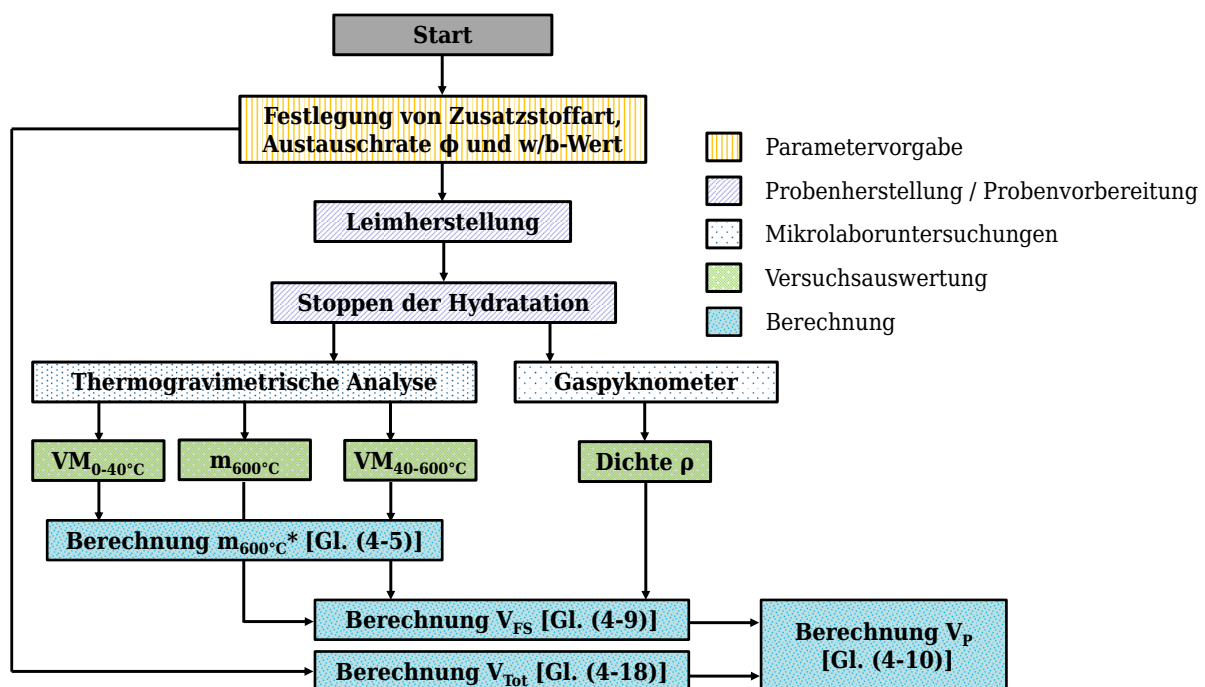 Start
Festlegung von Zusatzstoffart,
Austauschrate ϕ und w/b-Wert
Leimherstellung
Stoppen der Hydratation
Thermogravimetrische Analyse
Gaspyknometer
VM0-40°C
m600°C
VM40-600°C
Dichte ρ
Berechnung m600°C* [Gl. (4-5)]
Berechnung VFS [Gl. (4-9)]
Berechnung VTot [Gl. (4-18)]
Berechnung VP
[Gl. (4-10)]
Parametervorgabe
Probenherstellung / Probenvorbereitung
Mikrolaboruntersuchungen
Versuchsauswertung
Berechnung